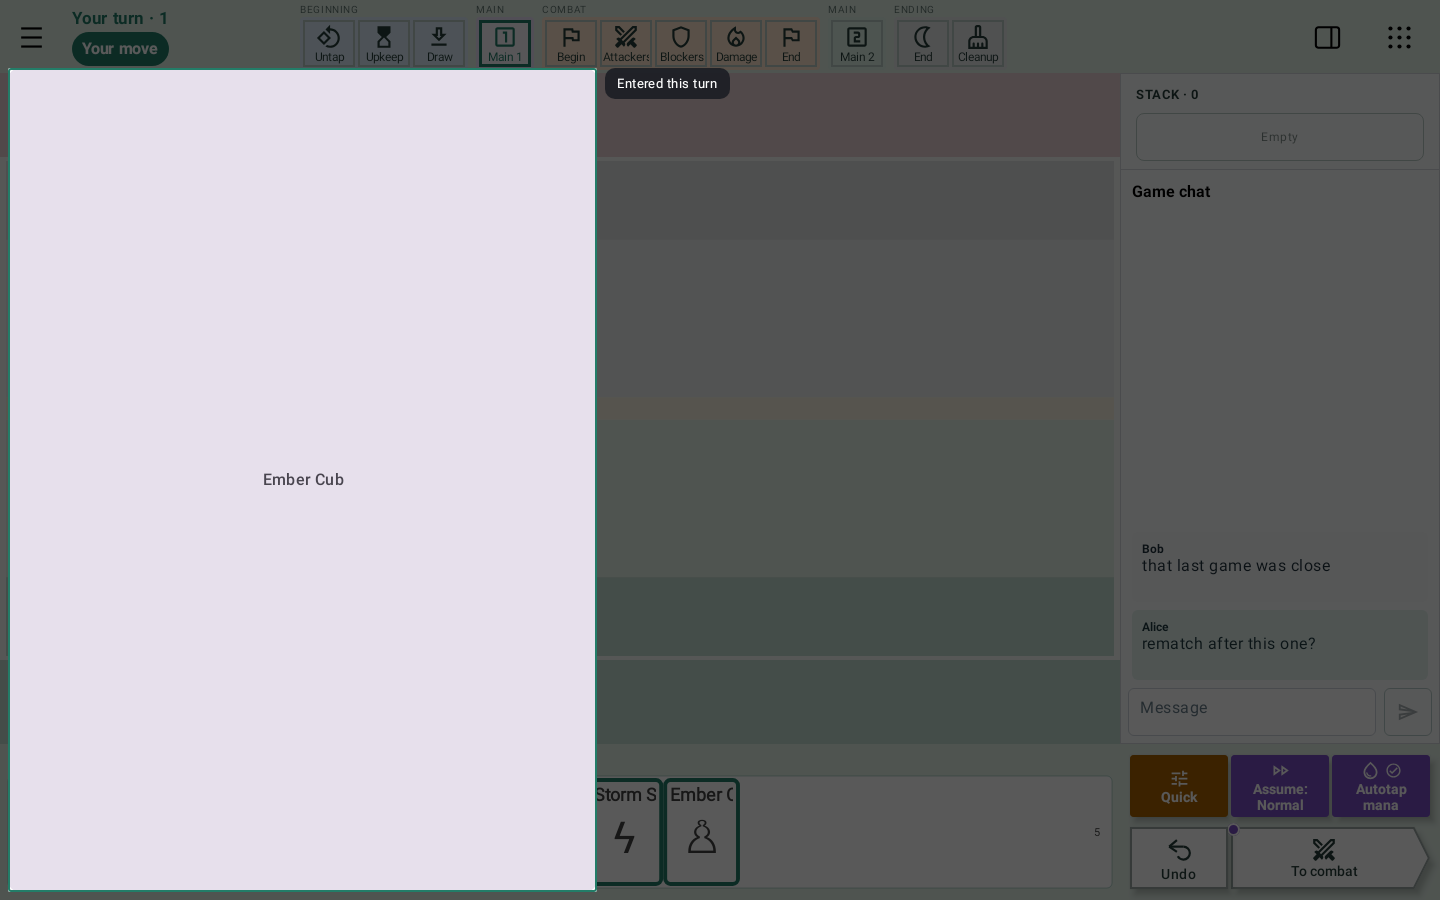 Your turn · 1
Your move
BEGINNING
Untap
Upkeep
Draw
MAIN
Main 1
COMBAT
Begin
Attackers
Blockers
Damage
End
MAIN
Main 2
ENDING
End
Cleanup
Entered this turn
Ember Cub
STACK · 0
Empty
Game chat
Bob
that last game was close
Alice
rematch after this one?
Message
Storm S
Ember C
5
Quick
Assume:
Normal
Autotap
mana
Undo
To combat